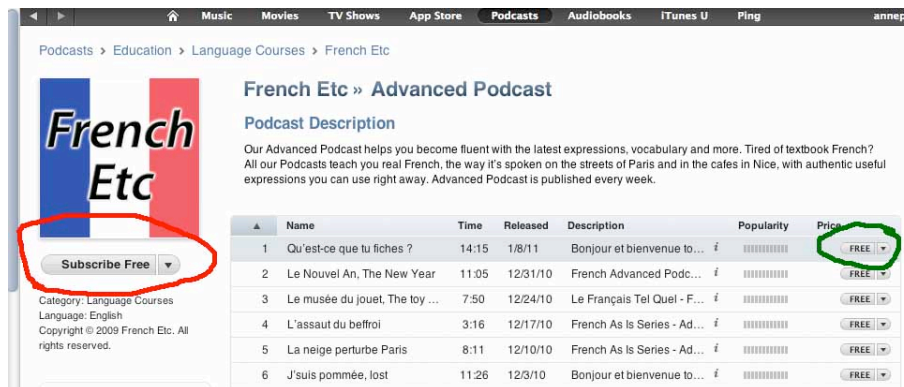 Music Movies TV Shows App Store Podcasts Audiobooks iTunes U Ping annep
Podcasts > Education > Language Courses > French Etc
French
Etc
Subscribe Free
Category: Language Courses
Language: English
Copyright © 2009 French Etc. All
rights reserved.
French Etc » Advanced Podcast
Podcast Description
Our Advanced Podcast helps you become fluent with the latest expressions, vocabulary and more. Tired of textbook French?
All our Podcasts teach you real French, the way it's spoken on the streets of Paris and in the cafes in Nice, with authentic useful
expressions you can use right away. Advanced Podcast is published every week.
Name Time Released Description Popularity Price
1 Qu'est-ce que tu fiches ? 14:15 1/8/11 Bonjour et bienvenue to... i FREE
2 Le Nouvel An, The New Year 11:05 12/31/10 French Advanced Podc... i FREE
3 Le musée du jouet, The toy ... 7:50 12/24/10 Le Français Tel Quel - F... i FREE
4 L'assaut du beffroi 3:16 12/17/10 French As Is Series - Ad... i FREE
5 La neige perturbe Paris 8:11 12/10/10 French As Is Series - Ad... i FREE
6 J'suis pommée, lost 11:26 12/3/10 Bonjour et bienvenue to... i FREE